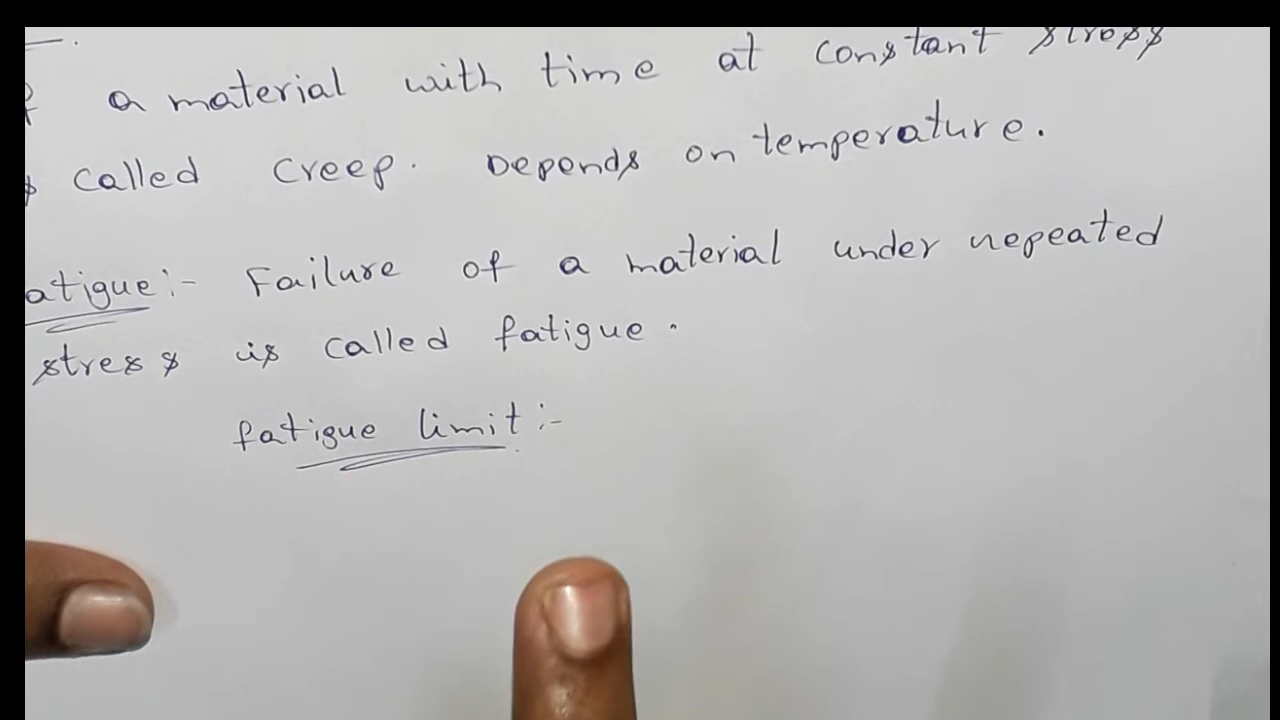 a material with time at constant stress
called creep. Depends on temperature.
atigue:- Failure of a material under repeated
stress is called fatigue.
fatigue limit:-